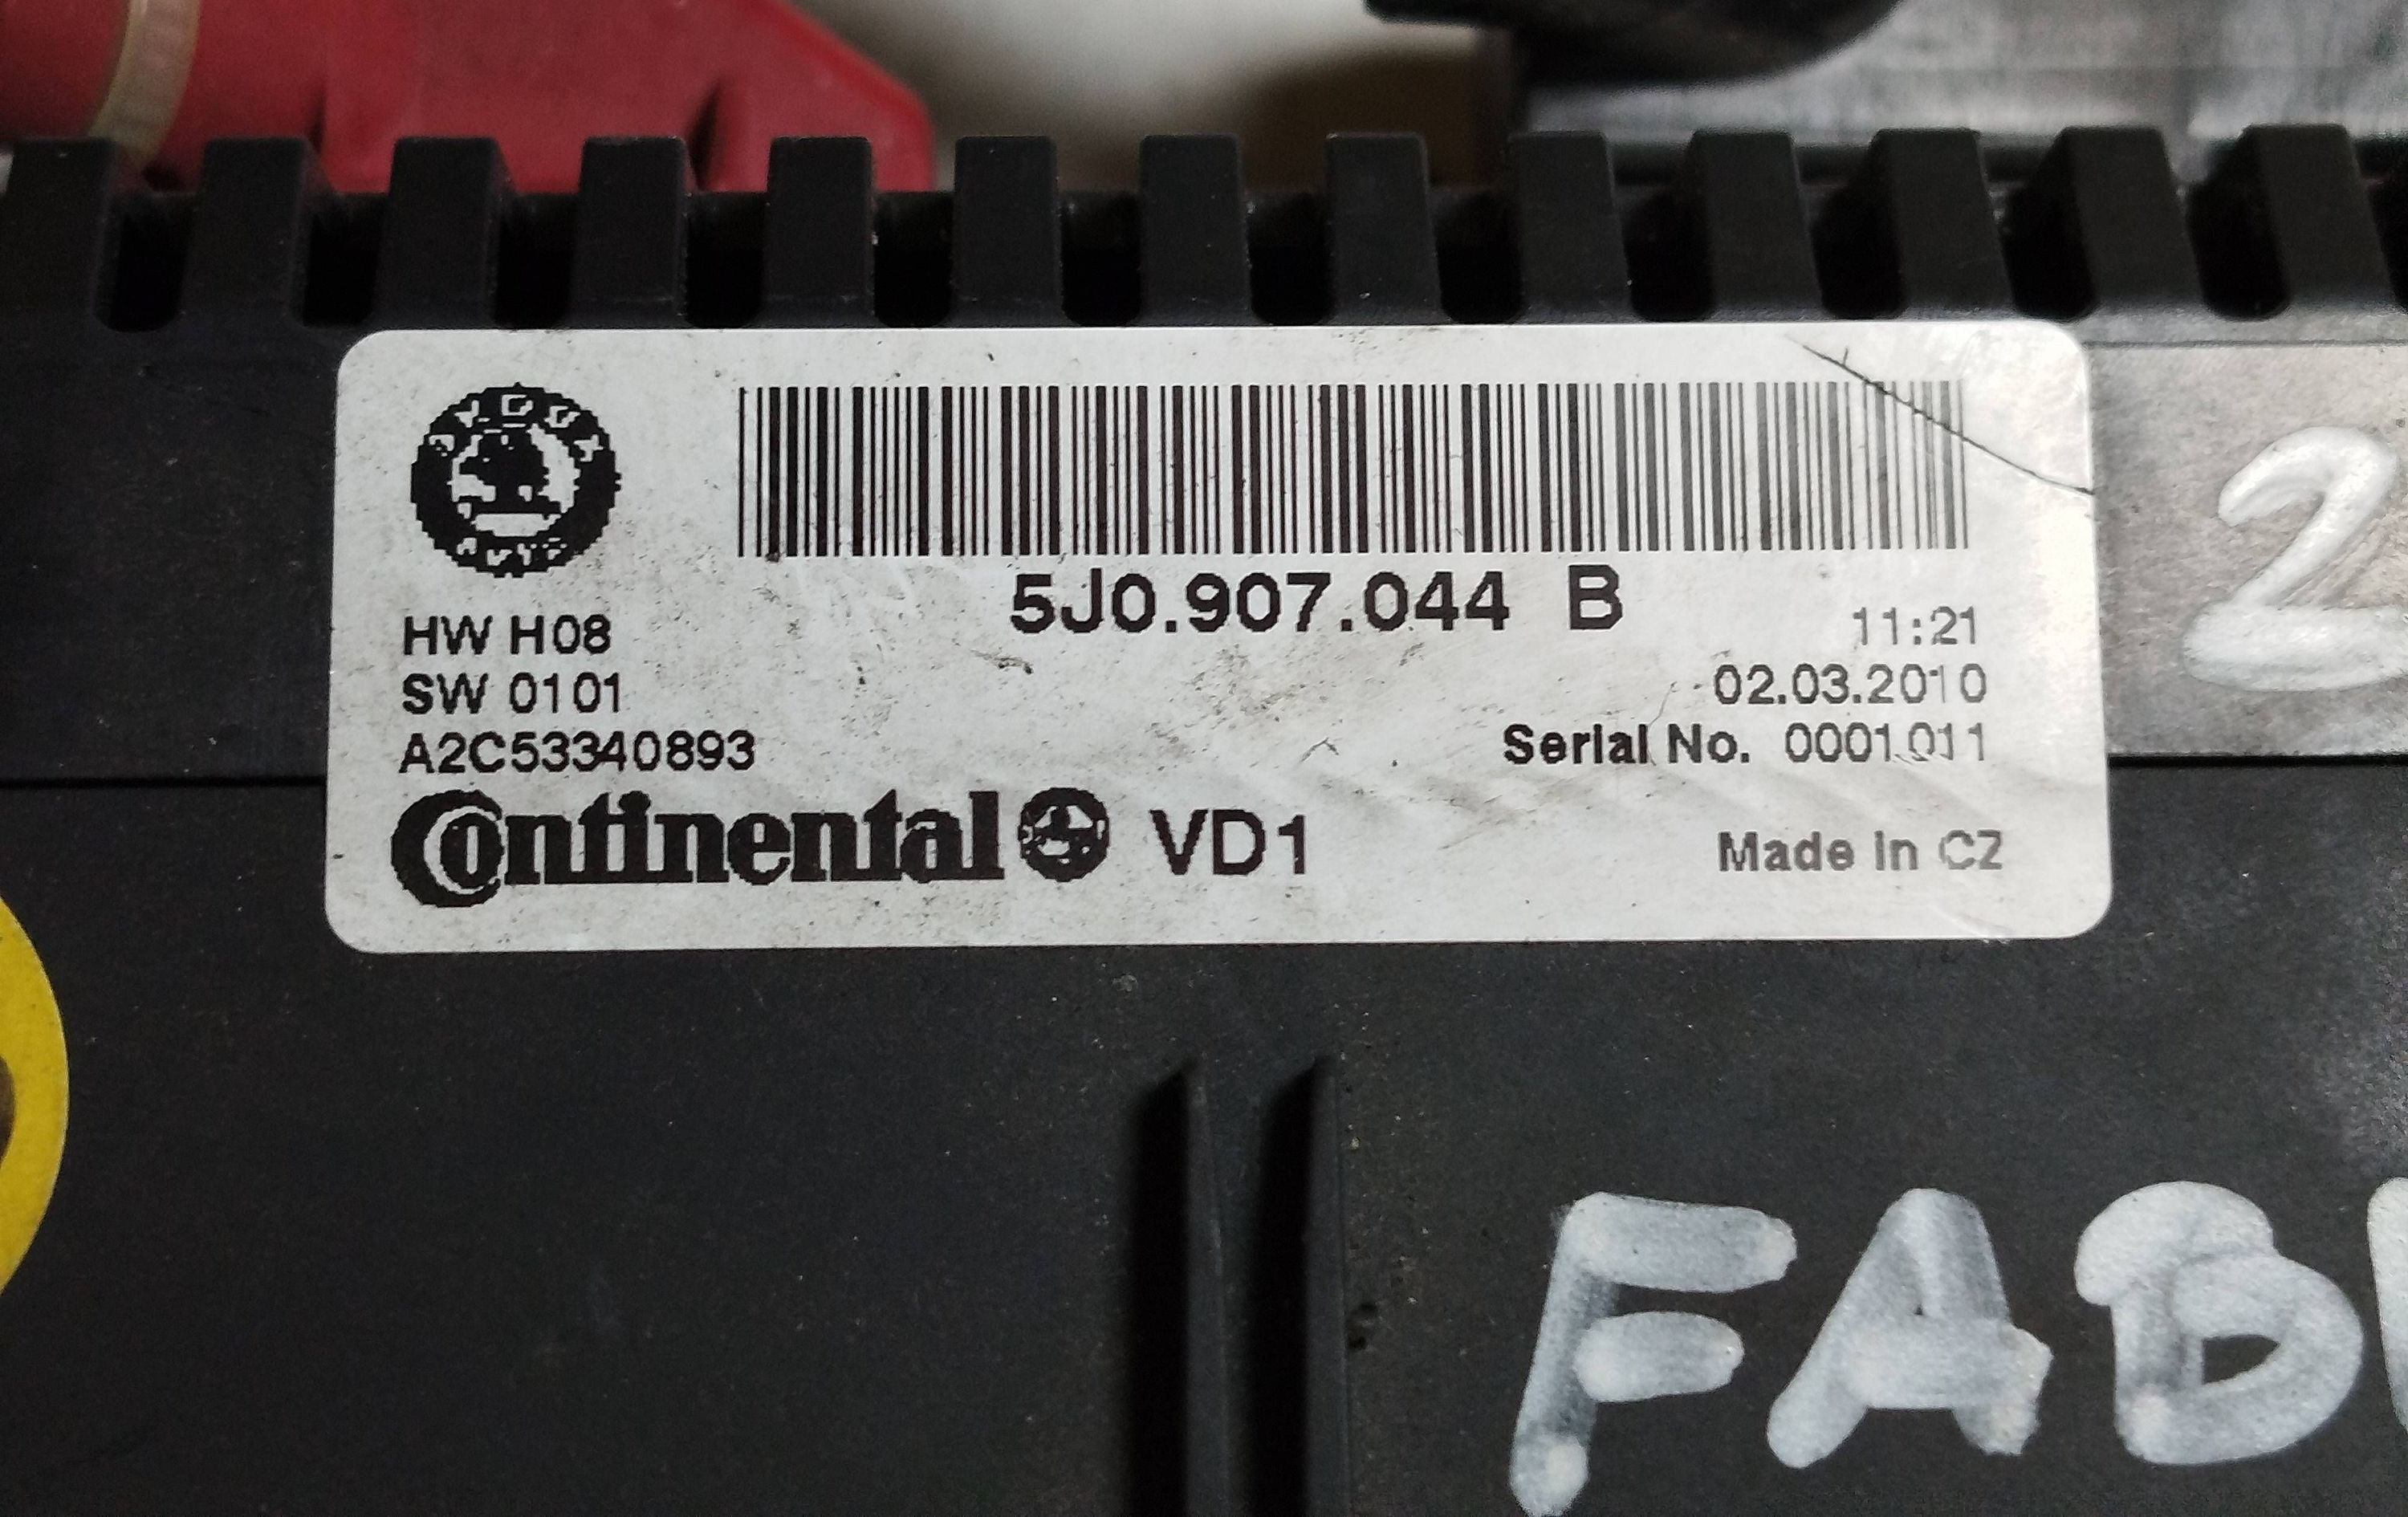 5J0.907.044 B
HW H08
11:21
SW 0101
02.03.2010
A2C53340893
Serial No. 0001011
Continental VD1
Made in CZ
2
FAB